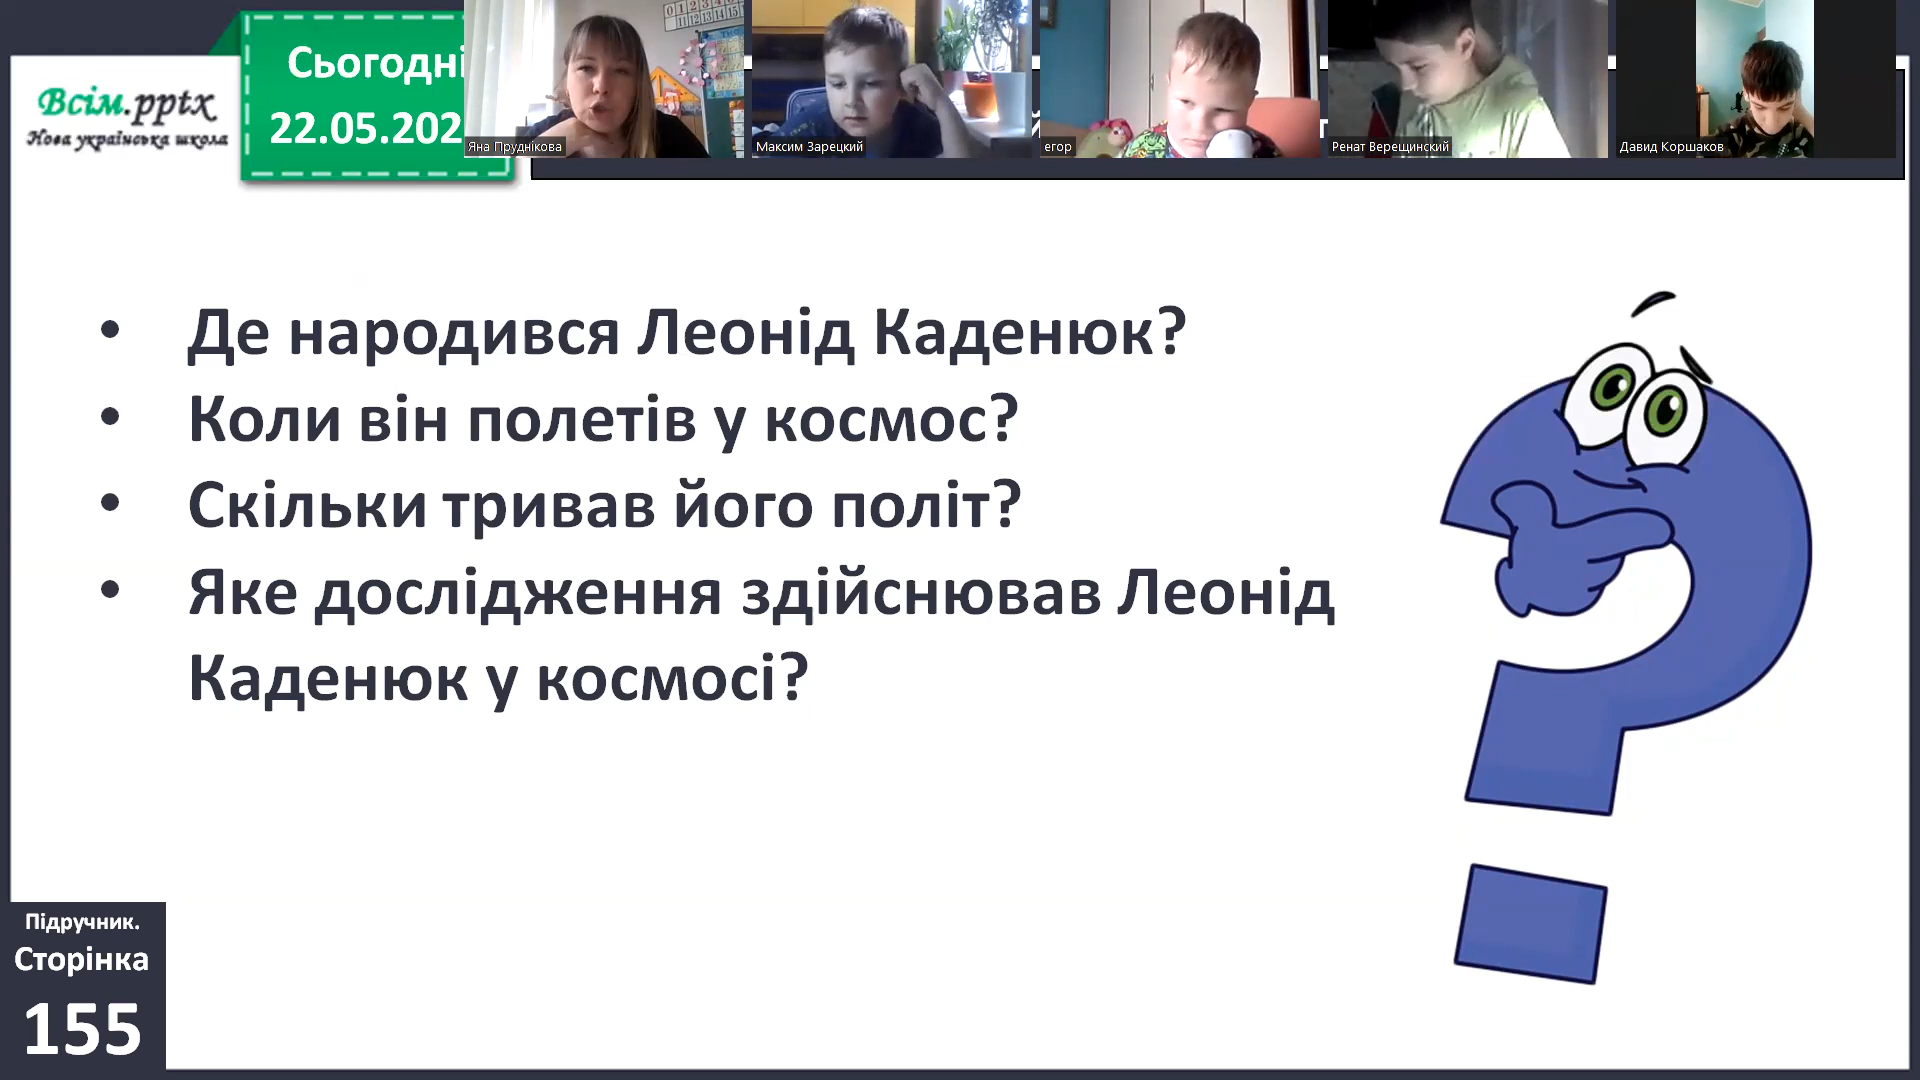 Всім.pptx
Нова українська школа
Сьогодні
22.05.202
Яна Пруднікова
Максим Зарецкий
егор
Ренат Верещинский
Давид Коршаков
• Де народився Леонід Каденюк?
• Коли він полетів у космос?
• Скільки тривав його політ?
• Яке дослідження здійснював Леонід
Каденюк у космосі?
Підручник.
Сторінка
155